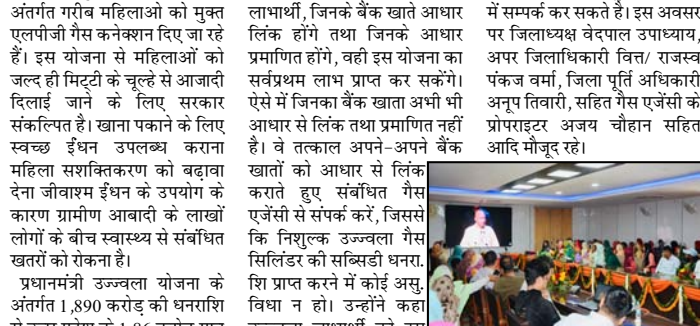 अंतर्गत गरीब महिलाओ को मुक्त
एलपीजी गैस कनेक्शन दिए जा रहे
हैं। इस योजना से महिलाओं को
जल्द ही मिट्टी के चूल्हे से आजादी
दिलाई जाने के लिए सरकार
संकल्पित है। खाना पकाने के लिए
स्वच्छ ईंधन उपलब्ध कराना
महिला सशक्तिकरण को बढ़ावा
देना जीवाश्म ईंधन के उपयोग के
कारण ग्रामीण आबादी के लाखों
लोगों के बीच स्वास्थ्य से संबंधित
खतरों को रोकना है।
प्रधानमंत्री उज्ज्वला योजना के
अंतर्गत 1,890 करोड़ की धनराशि
लाभार्थी, जिनके बैंक खाते आधार
लिंक होंगे तथा जिनके आधार
प्रमाणित होंगे, वही इस योजना का
सर्वप्रथम लाभ प्राप्त कर सकेंगे।
ऐसे में जिनका बैंक खाता अभी भी
आधार से लिंक तथा प्रमाणित नहीं
है। वे तत्काल अपने-अपने बैंक
खातों को आधार से लिंक
कराते हुए संबंधित गैस
एजेंसी से संपर्क करें, जिससे
कि निशुल्क उज्ज्वला गैस
सिलिंडर की सब्सिडी धनरा.
शि प्राप्त करने में कोई असु.
विधा न हो। उन्होंने कहा
में सम्पर्क कर सकते है। इस अवसर
पर जिलाध्यक्ष वेदपाल उपाध्याय,
अपर जिलाधिकारी वित्त/ राजस्व
पंकज वर्मा, जिला पूर्ति अधिकारी
अनूप तिवारी, सहित गैस एजेंसी के
प्रोपराइटर अजय चौहान सहित
आदि मौजूद रहे।